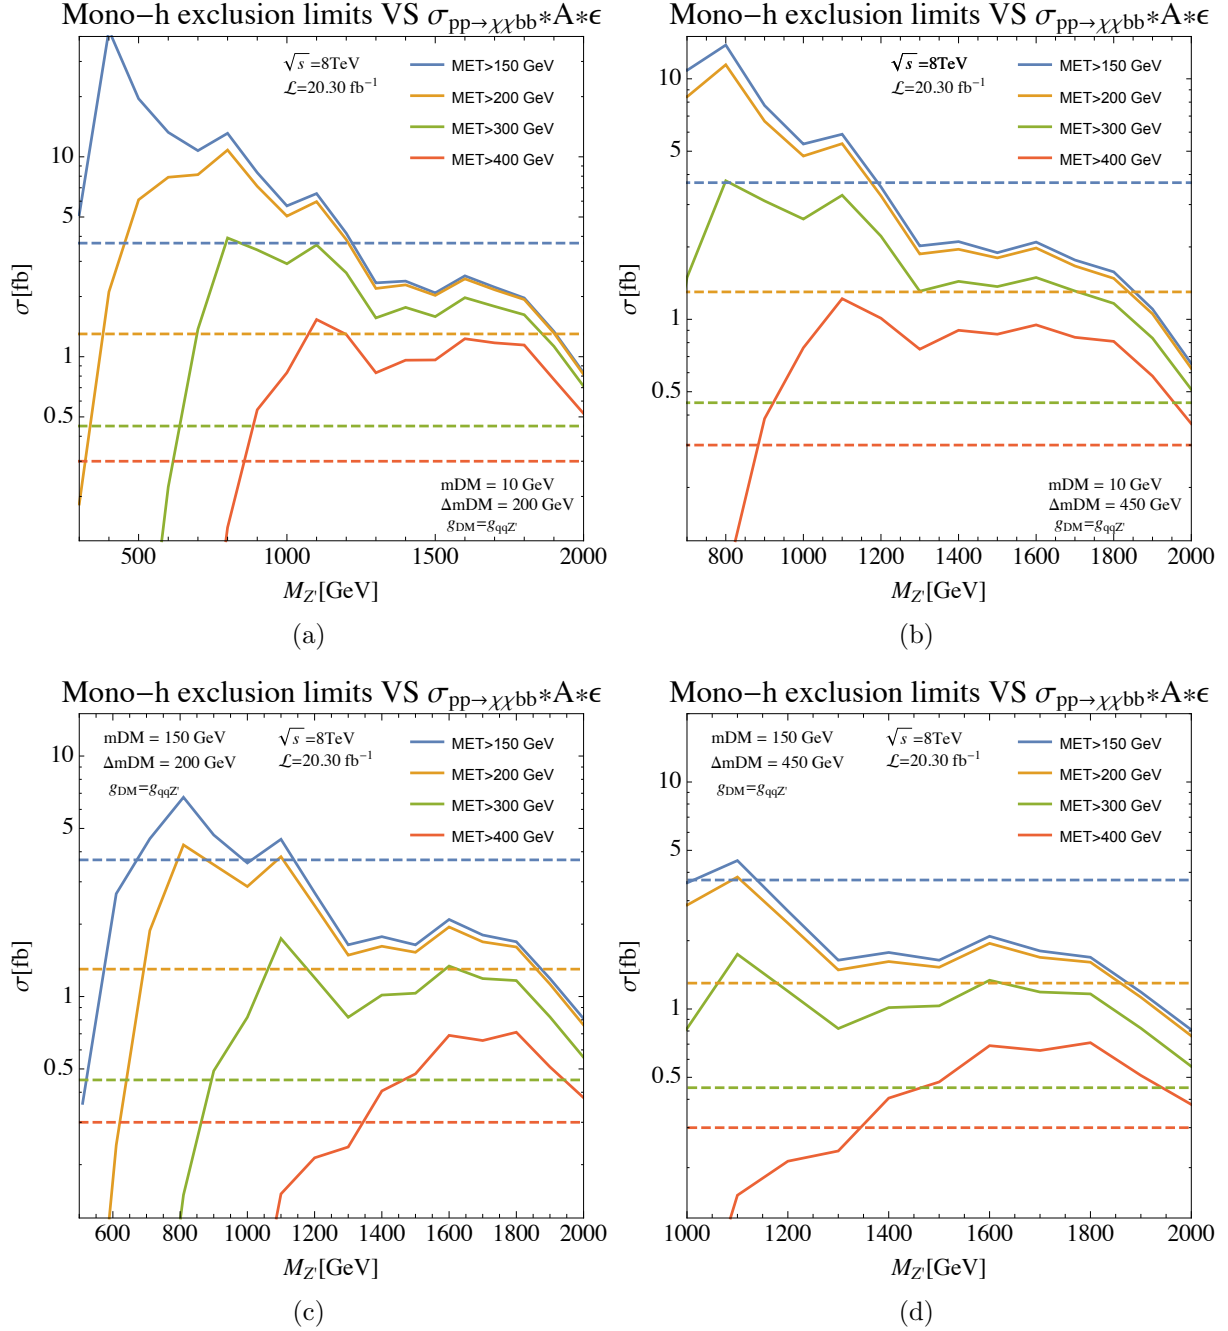 Mono-h exclusion limits VS σpp→χχbb*A*ϵ
√s =8TeV
ℒ=20.30 fb⁻¹
MET>150 GeV
MET>200 GeV
MET>300 GeV
MET>400 GeV
10
5
1
0.5
σ[fb]
mDM = 10 GeV
ΔmDM = 200 GeV
gDM=gqqZ'
500 1000 1500 2000
MZ'[GeV]
(a)
Mono-h exclusion limits VS σpp→χχbb*A*ϵ
√s =8TeV
ℒ=20.30 fb⁻¹
MET>150 GeV
MET>200 GeV
MET>300 GeV
MET>400 GeV
10
5
1
0.5
σ[fb]
mDM = 10 GeV
ΔmDM = 450 GeV
gDM=gqqZ'
800 1000 1200 1400 1600 1800 2000
MZ'[GeV]
(b)
Mono-h exclusion limits VS σpp→χχbb*A*ϵ
mDM = 150 GeV
ΔmDM = 200 GeV
gDM=gqqZ'
√s =8TeV
ℒ=20.30 fb⁻¹
MET>150 GeV
MET>200 GeV
MET>300 GeV
MET>400 GeV
10
5
1
0.5
σ[fb]
600 800 1000 1200 1400 1600 1800 2000
MZ'[GeV]
(c)
Mono-h exclusion limits VS σpp→χχbb*A*ϵ
mDM = 150 GeV
ΔmDM = 450 GeV
gDM=gqqZ'
√s =8TeV
ℒ=20.30 fb⁻¹
MET>150 GeV
MET>200 GeV
MET>300 GeV
MET>400 GeV
10
5
1
0.5
σ[fb]
1000 1200 1400 1600 1800 2000
MZ'[GeV]
(d)